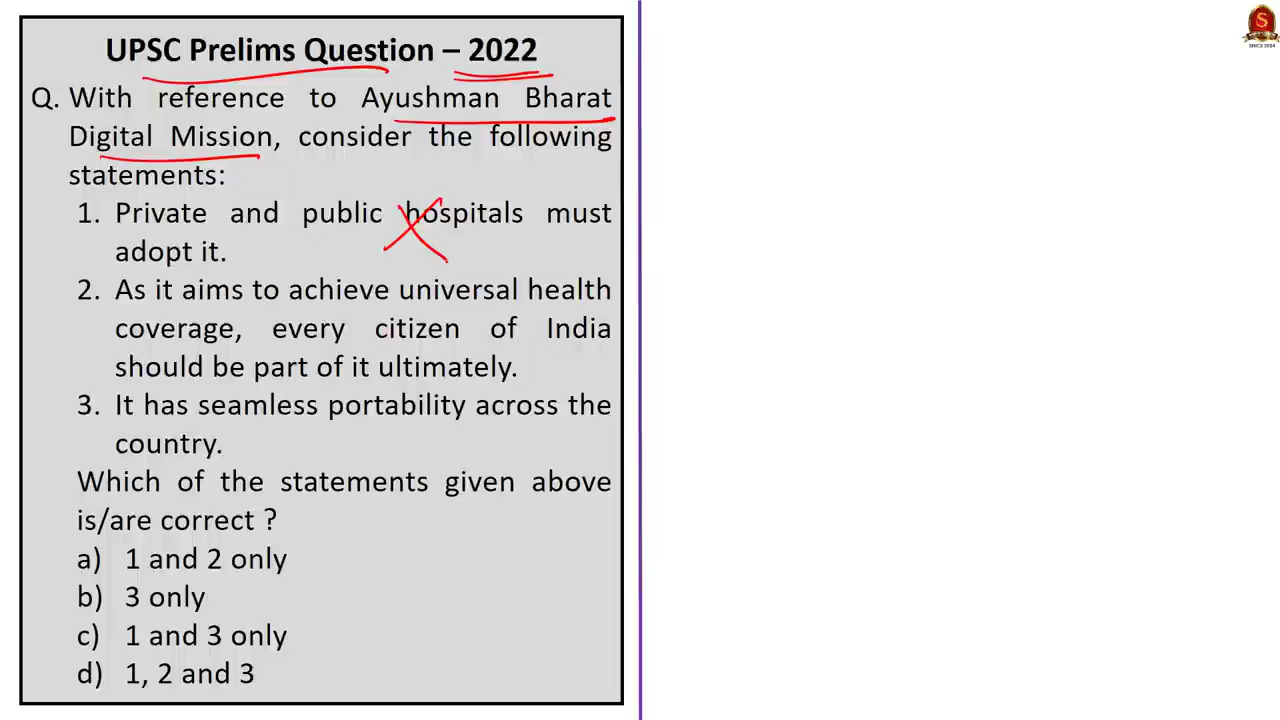 UPSC Prelims Question – 2022
Q. With reference to Ayushman Bharat
Digital Mission, consider the following
statements:
1. Private and public hospitals must
adopt it.
2. As it aims to achieve universal health
coverage, every citizen of India
should be part of it ultimately.
3. It has seamless portability across the
country.
Which of the statements given above
is/are correct ?
a) 1 and 2 only
b) 3 only
c) 1 and 3 only
d) 1, 2 and 3
S
SINCE 2004